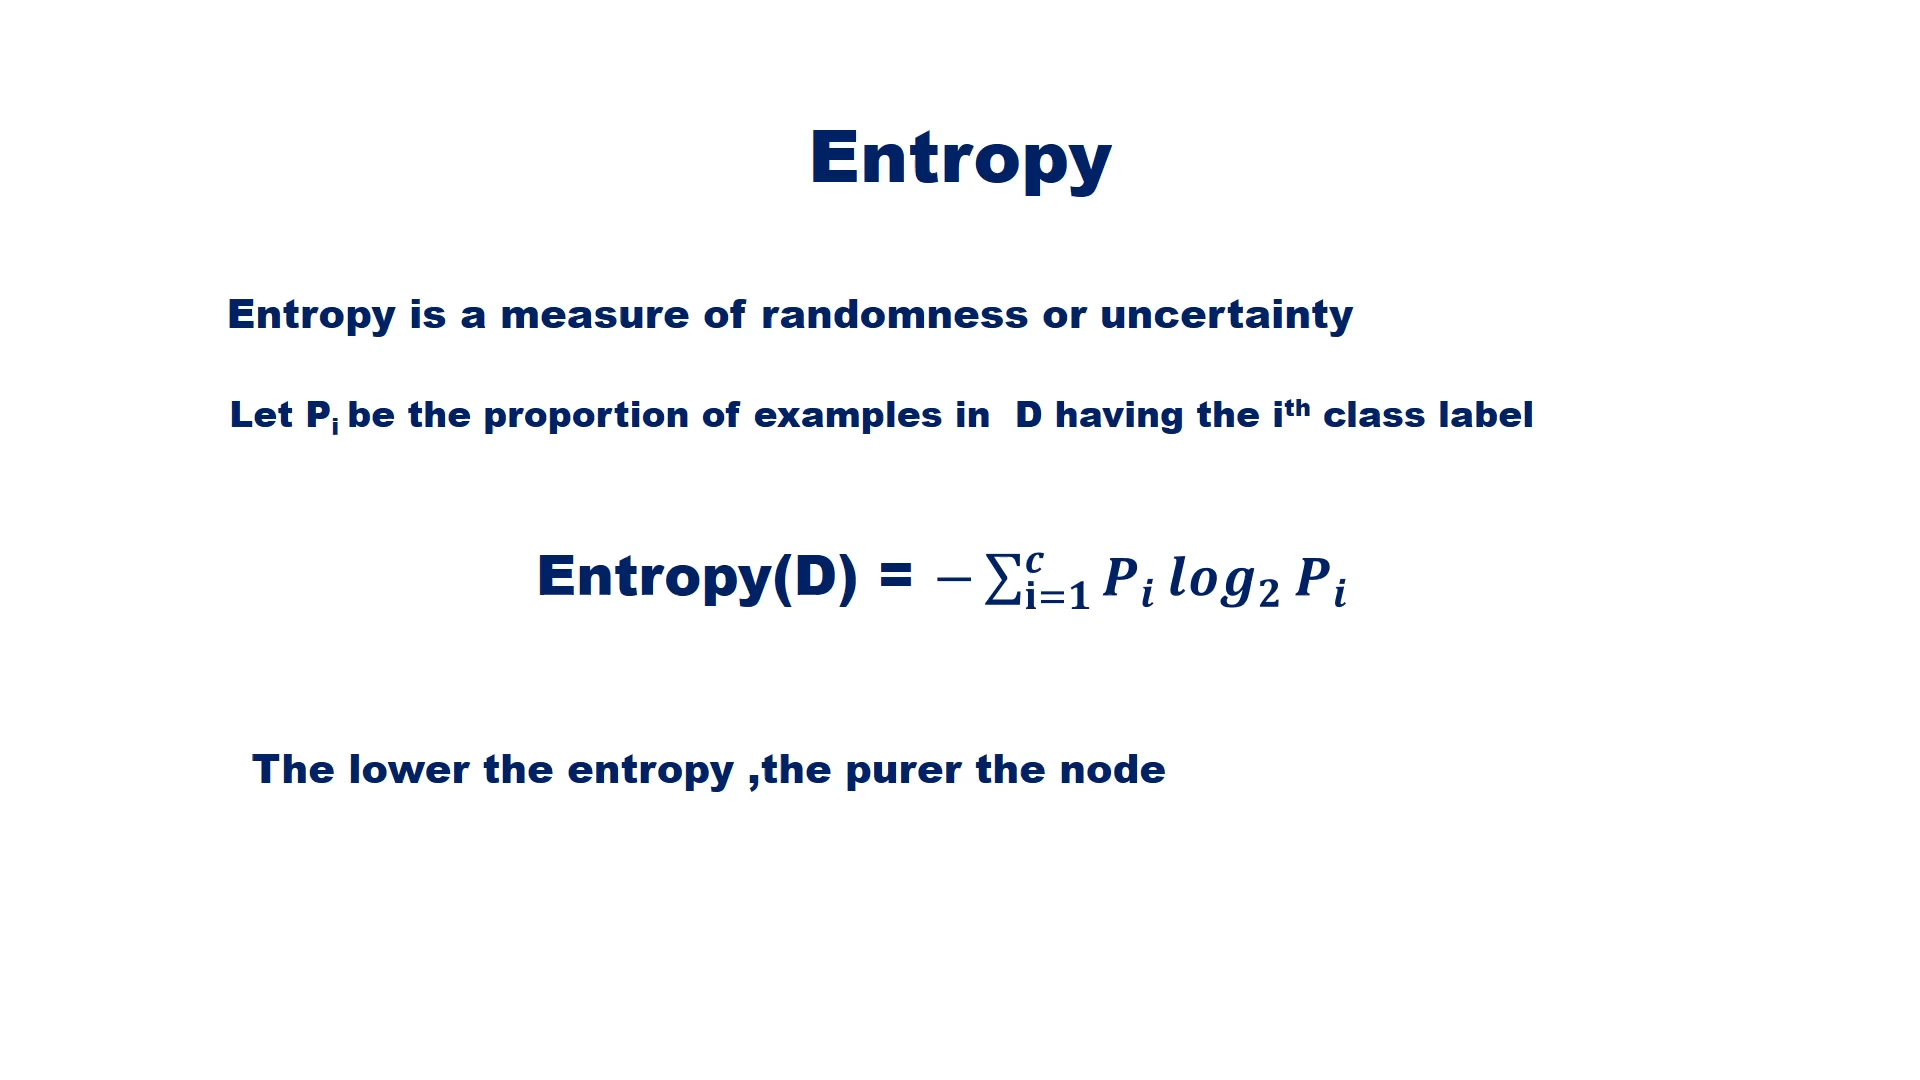 Entropy
Entropy is a measure of randomness or uncertainty
Let Pᵢ be the proportion of examples in D having the iᵗʰ class label
Entropy(D) = −∑ᶜᵢ₌₁ Pᵢ log₂ Pᵢ
The lower the entropy ,the purer the node